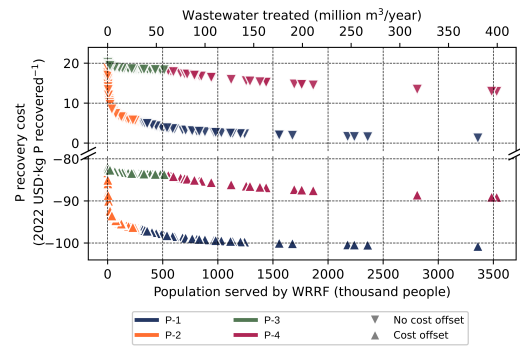 Wastewater treated (million m³/year)
0 50 100 150 200 250 300 350 400
20
10
0
−80
−90
−100
P recovery cost
(2022 USD·kg P recovered⁻¹)
0 500 1000 1500 2000 2500 3000 3500
Population served by WRRF (thousand people)
P-1 P-3 No cost offset
P-2 P-4 Cost offset